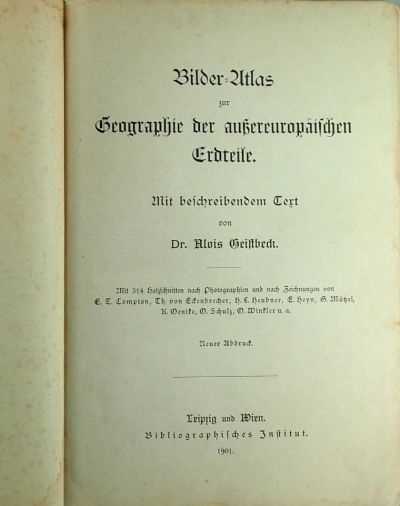 Bilder-Atlas
zur
Geographie der außereuropäischen
Erdteile.
Mit beschreibendem Text
von
Dr. Alois Geistbeck.
Mit 314 Holzschnitten nach Photographien und nach Zeichnungen von
E. T. Compton, Th. von Eckenbrecher, H. L. Heubner, E. Heyn, G. Mützel,
K. Oenike, O. Schulz, O. Winkler u. a.
Neuer Abdruck.
Leipzig und Wien.
Bibliographisches Institut.
1901.